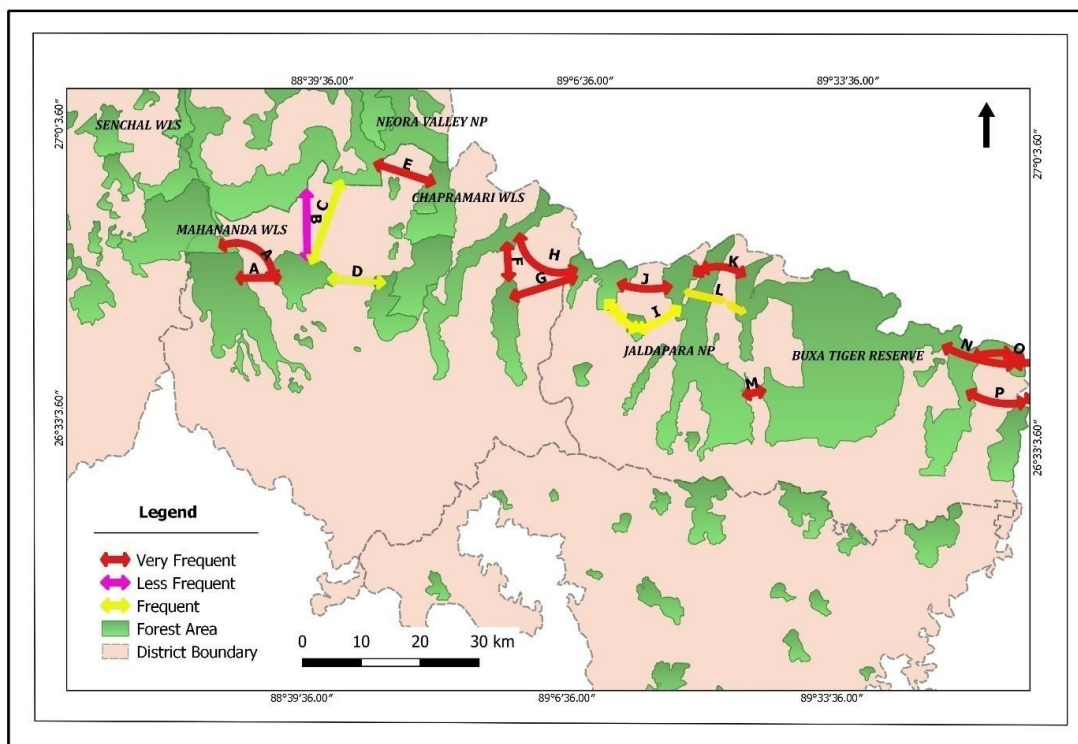 88°39'36.00" 89°6'36.00" 89°33'36.00"
27°0'3.60"
27°0'3.60"
SENCHAL WLS
NEORA VALLEY NP
E
CHAPRAMARI WLS
C
B
MAHANANDA WLS
A
A
D
F
H
G
J
I
K
L
JALDAPARA NP
BUXA TIGER RESERVE
N
O
M
P
26°33'3.60"
26°33'3.60"
Legend
Very Frequent
Less Frequent
Frequent
Forest Area
District Boundary
0 10 20 30 km
88°39'36.00" 89°6'36.00" 89°33'36.00"